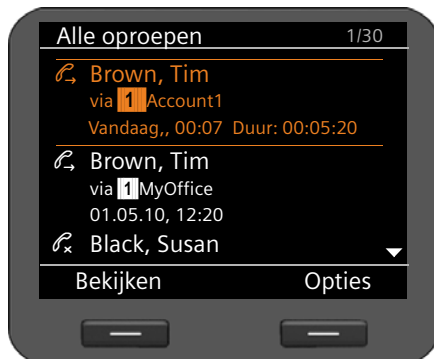 Alle oproepen 1/30
Brown, Tim
via 1 Account1
Vandaag,, 00:07 Duur: 00:05:20
Brown, Tim
via 1 MyOffice
01.05.10, 12:20
Black, Susan
Bekijken Opties